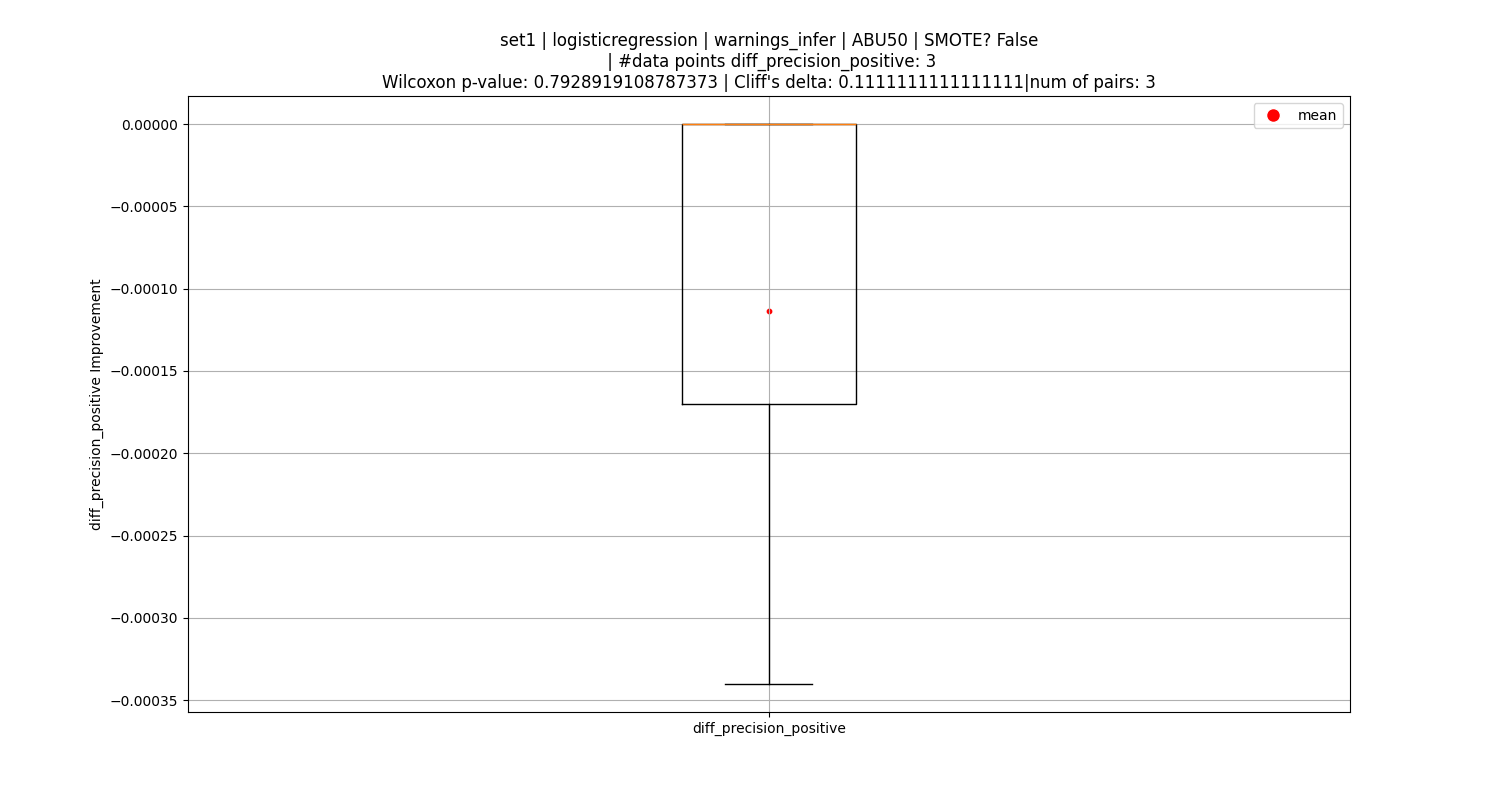 set1 | logisticregression | warnings_infer | ABU50 | SMOTE? False
| #data points diff_precision_positive: 3
Wilcoxon p-value: 0.7928919108787373 | Cliff's delta: 0.1111111111111111|num of pairs: 3
mean
0.00000
−0.00005
−0.00010
−0.00015
−0.00020
−0.00025
−0.00030
−0.00035
diff_precision_positive Improvement
diff_precision_positive